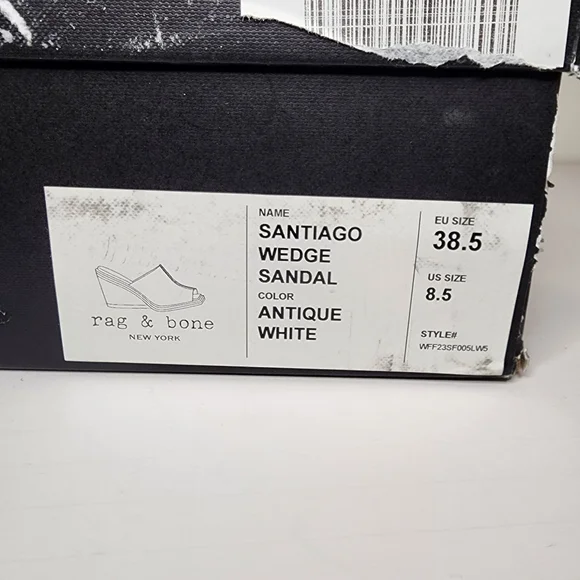 rag & bone
NEW YORK
NAME
SANTIAGO
WEDGE
SANDAL
COLOR
ANTIQUE
WHITE
EU SIZE
38.5
US SIZE
8.5
STYLE#
WFF23SF005LW5